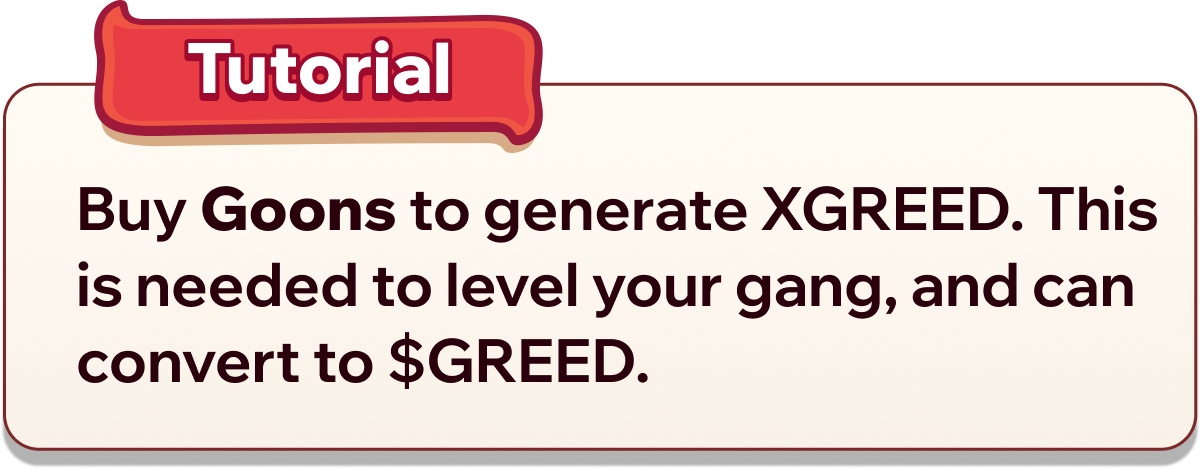 Tutorial
Buy Goons to generate XGREED. This
is needed to level your gang, and can
convert to $GREED.